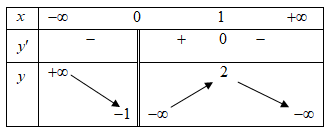 x −∞ 0 1 +∞
y′ − + 0 −
+∞ 2
y
−1 −∞ −∞